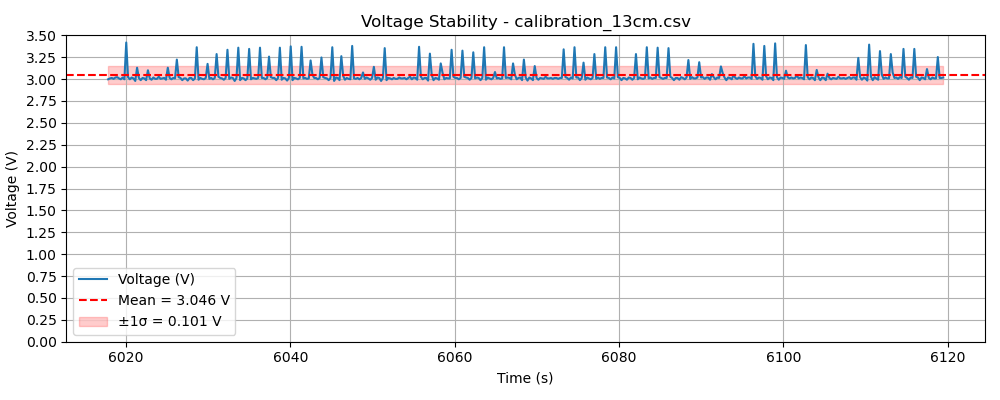 Voltage Stability - calibration_13cm.csv
Voltage (V)
3.50
3.25
3.00
2.75
2.50
2.25
2.00
1.75
1.50
1.25
1.00
0.75
0.50
0.25
0.00
Voltage (V)
Mean = 3.046 V
±1σ = 0.101 V
6020 6040 6060 6080 6100 6120
Time (s)